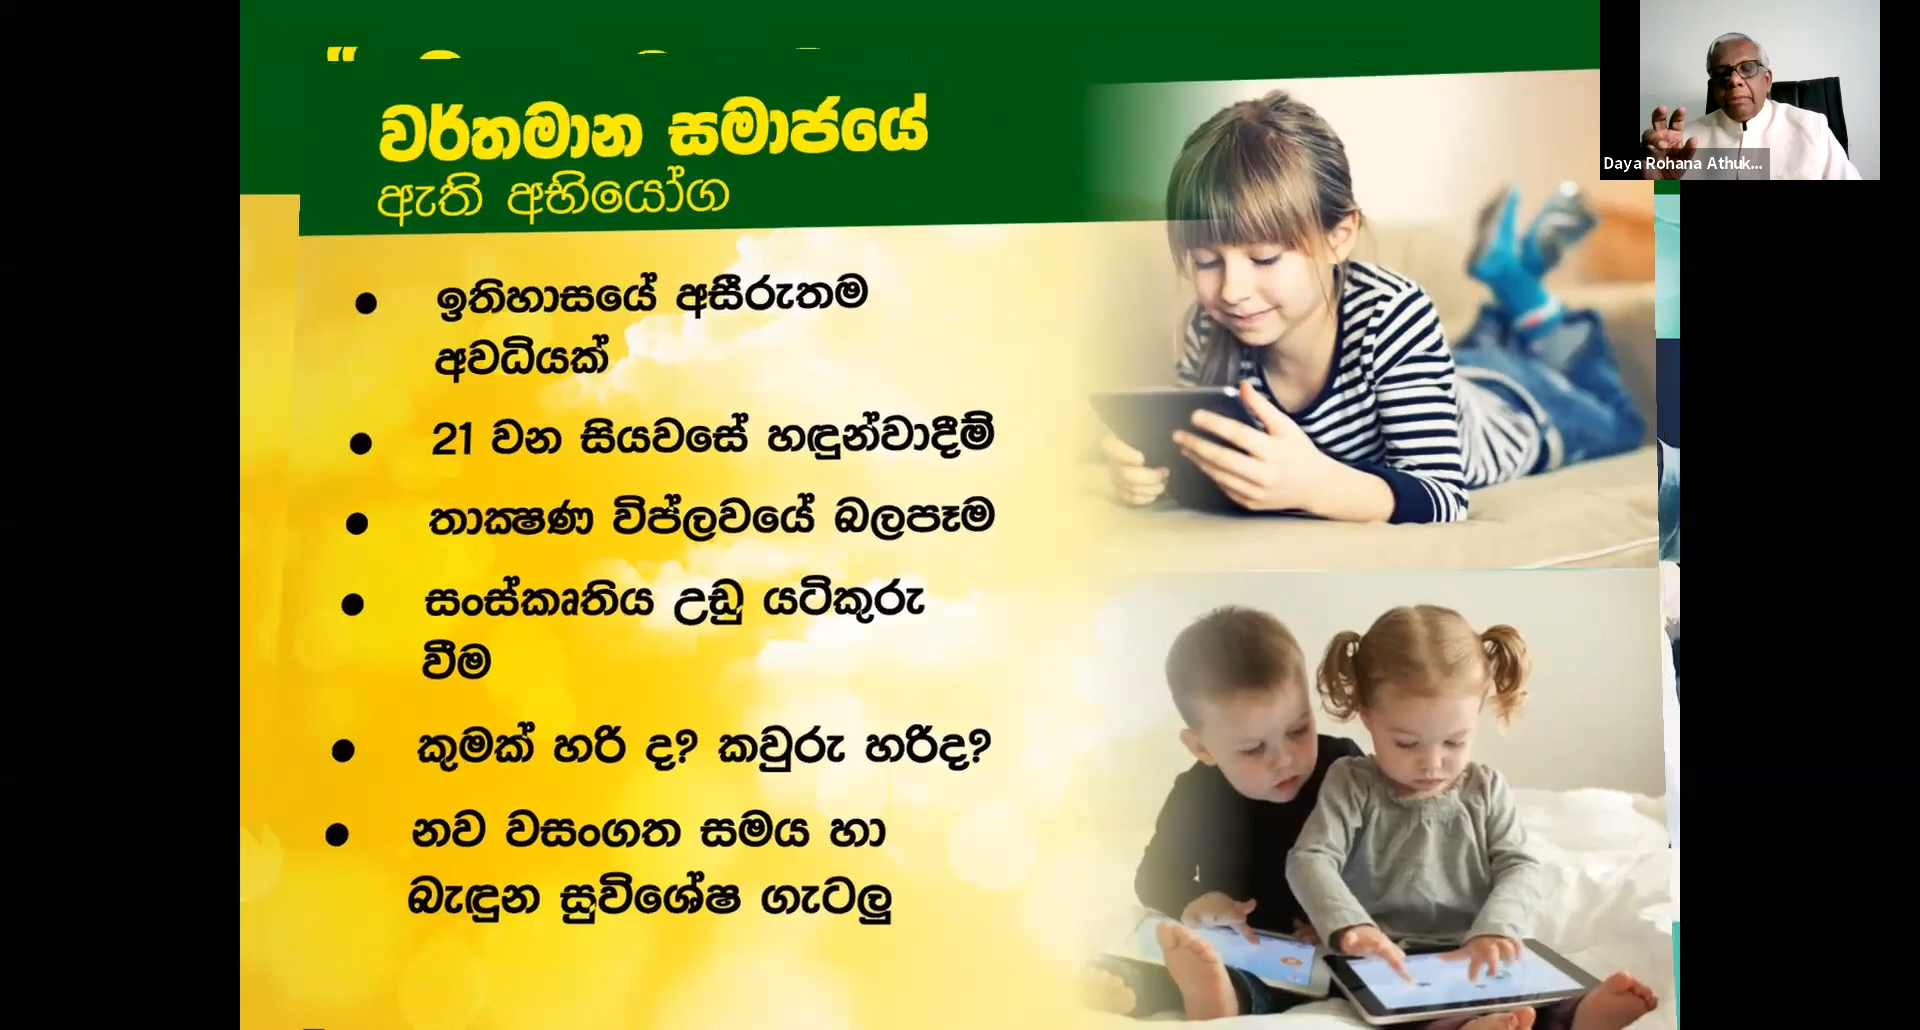 වර්තමාන සමාජයේ
ඇති අභියෝග
Daya Rohana Athuk...
● ඉතිහාසයේ අසීරුතම
අවධියක්
● 21 වන සියවසේ හඳුන්වාදීම්
● තාක්‍ෂණ විප්ලවයේ බලපෑම
● සංස්කෘතිය උඩු යටිකුරු
වීම
● කුමක් හරි ද? කවුරු හරිද?
● නව වසංගත සමය හා
බැඳුන සුවිශේෂ ගැටලු